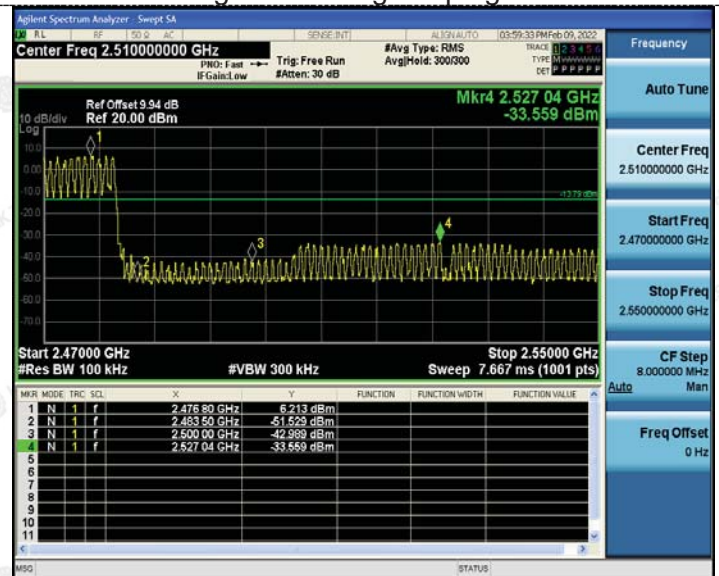 Agilent Spectrum Analyzer - Swept SA
RL RF 50 Ω AC SENSE:INT ALIGNAUTO 03:59:33 PM Feb 09, 2022
Center Freq 2.510000000 GHz
PNO: Fast
IFGain:Low
Trig: Free Run
#Atten: 30 dB
#Avg Type: RMS
Avg|Hold: 300/300
TRACE 1 2 3 4 5 6
TYPE M
DET P P P P P P
Ref Offset 9.94 dB
Ref 20.00 dBm
10 dB/div
Log
Mkr4 2.527 04 GHz
-33.559 dBm
10.0
0.00
-10.0
-20.0
-30.0
-40.0
-50.0
-60.0
-70.0
1
2
3
4
-13.79 dBm
Start 2.47000 GHz
Stop 2.55000 GHz
#Res BW 100 kHz
#VBW 300 kHz
Sweep 7.667 ms (1001 pts)
MKR MODE TRC SCL X Y FUNCTION FUNCTION WIDTH FUNCTION VALUE
1 N 1 f 2.476 80 GHz 6.213 dBm
2 N 1 f 2.483 50 GHz -51.529 dBm
3 N 1 f 2.500 00 GHz -42.989 dBm
4 N 1 f 2.527 04 GHz -33.559 dBm
5
6
7
8
9
10
11
MSG
STATUS
Frequency
Auto Tune
Center Freq
2.510000000 GHz
Start Freq
2.470000000 GHz
Stop Freq
2.550000000 GHz
CF Step
8.000000 MHz
Auto Man
Freq Offset
0 Hz